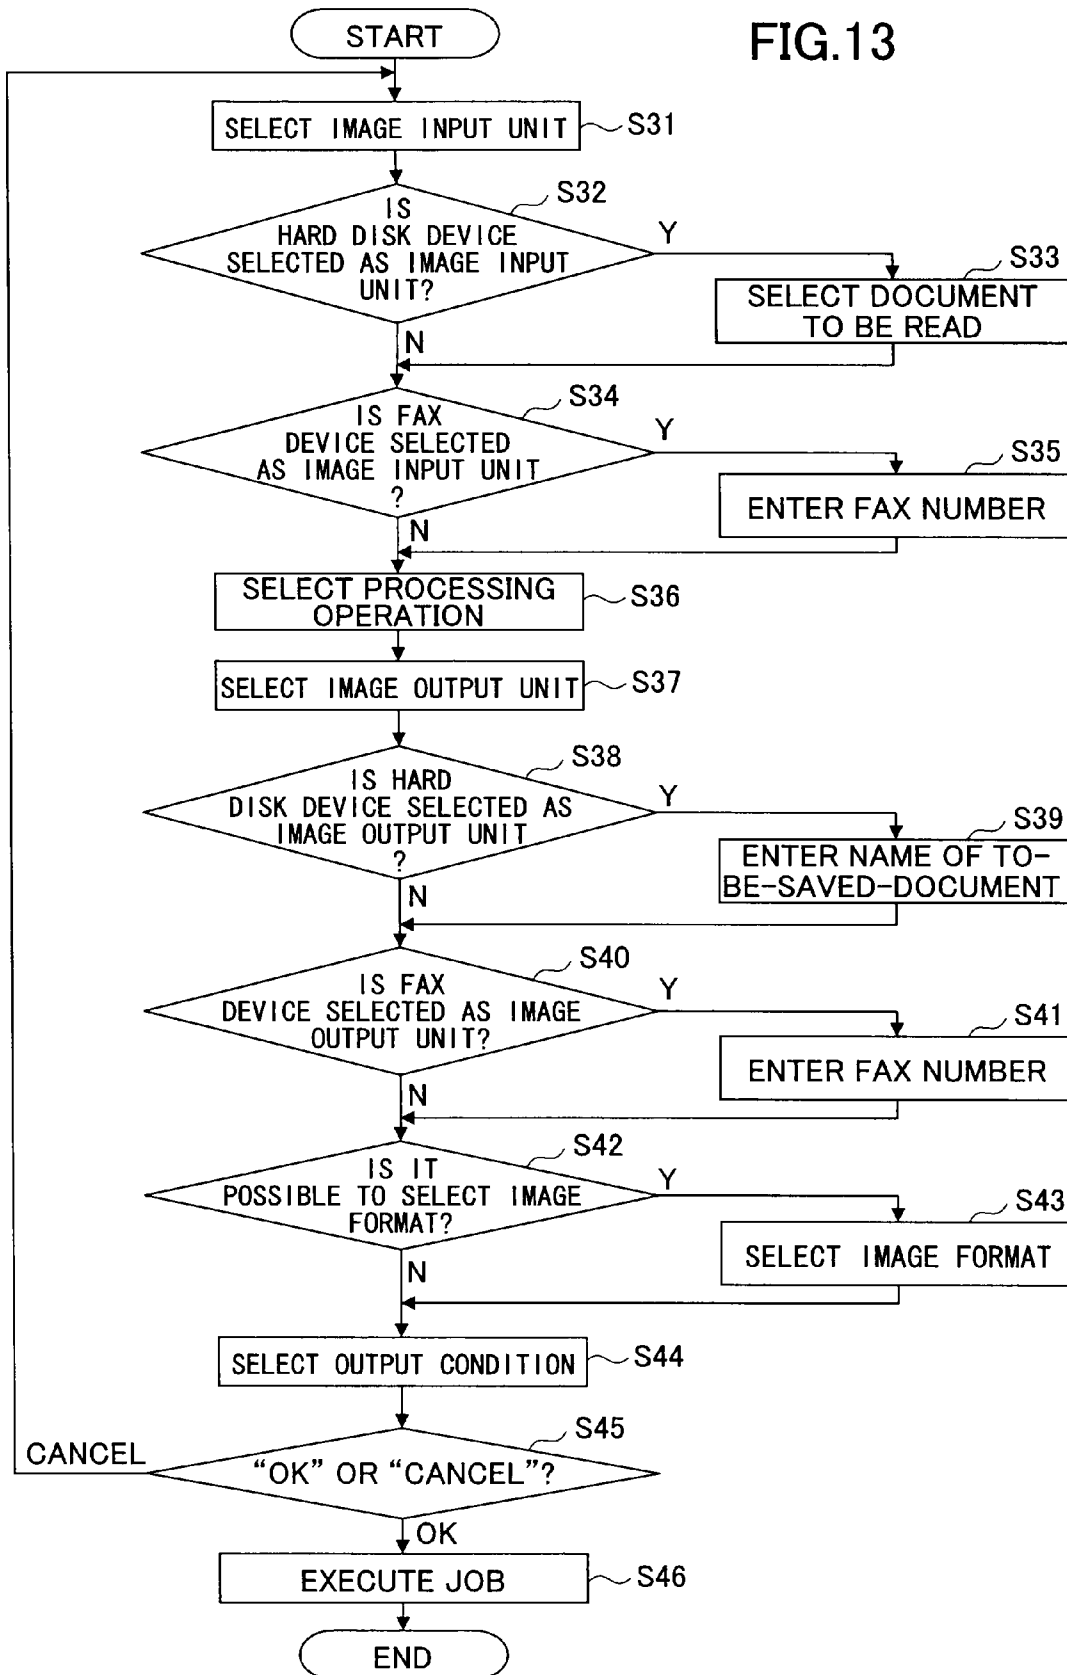 FIG.13
START
SELECT IMAGE INPUT UNIT
S31
IS
HARD DISK DEVICE
SELECTED AS IMAGE INPUT
UNIT?
S32
Y
N
S33
SELECT DOCUMENT
TO BE READ
IS FAX
DEVICE SELECTED
AS IMAGE INPUT UNIT
?
S34
Y
N
S35
ENTER FAX NUMBER
SELECT PROCESSING
OPERATION
S36
SELECT IMAGE OUTPUT UNIT
S37
IS HARD
DISK DEVICE SELECTED AS
IMAGE OUTPUT UNIT
?
S38
Y
N
S39
ENTER NAME OF TO-
BE-SAVED-DOCUMENT
IS FAX
DEVICE SELECTED AS IMAGE
OUTPUT UNIT?
S40
Y
N
S41
ENTER FAX NUMBER
IS IT
POSSIBLE TO SELECT IMAGE
FORMAT?
S42
Y
N
S43
SELECT IMAGE FORMAT
SELECT OUTPUT CONDITION
S44
S45
CANCEL
“OK” OR “CANCEL”?
OK
EXECUTE JOB
S46
END